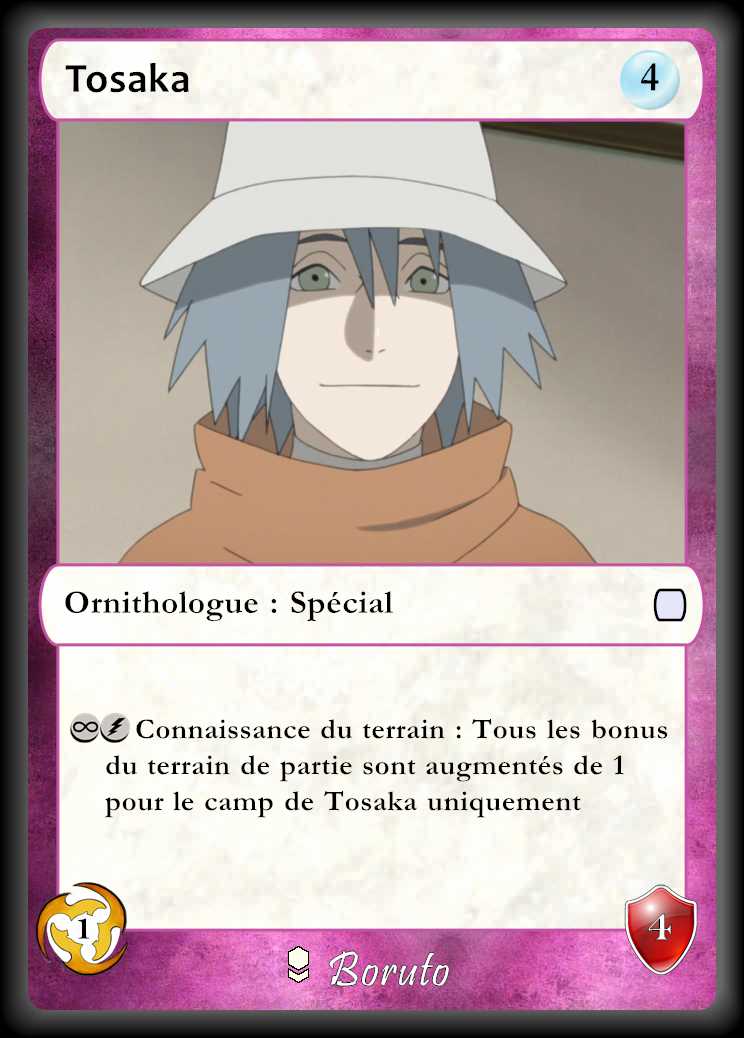 Tosaka
4
Ornithologue : Spécial
Connaissance du terrain : Tous les bonus
du terrain de partie sont augmentés de 1
pour le camp de Tosaka uniquement
1
4
Boruto